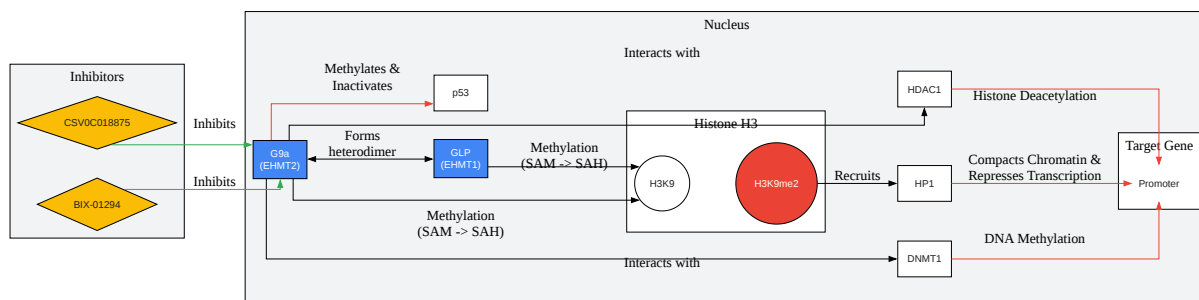 Nucleus
Interacts with
Inhibitors
CSV0C018875
BIX-01294
Inhibits
Inhibits
Methylates &
Inactivates
p53
G9a
(EHMT2)
Forms
heterodimer
GLP
(EHMT1)
Methylation
(SAM -> SAH)
Methylation
(SAM -> SAH)
Histone H3
H3K9
H3K9me2
Recruits
HDAC1
Histone Deacetylation
HP1
Compacts Chromatin &
Represses Transcription
Target Gene
Promoter
DNMT1
DNA Methylation
Interacts with